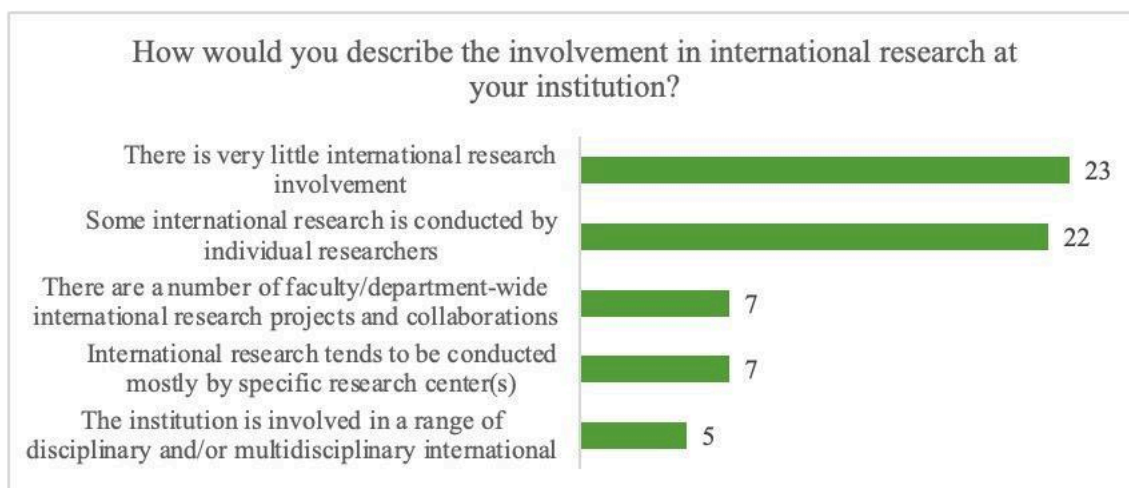 How would you describe the involvement in international research at
your institution?
There is very little international research
involvement
23
Some international research is conducted by
individual researchers
22
There are a number of faculty/department-wide
international research projects and collaborations
7
International research tends to be conducted
mostly by specific research center(s)
7
The institution is involved in a range of
disciplinary and/or multidisciplinary international
5